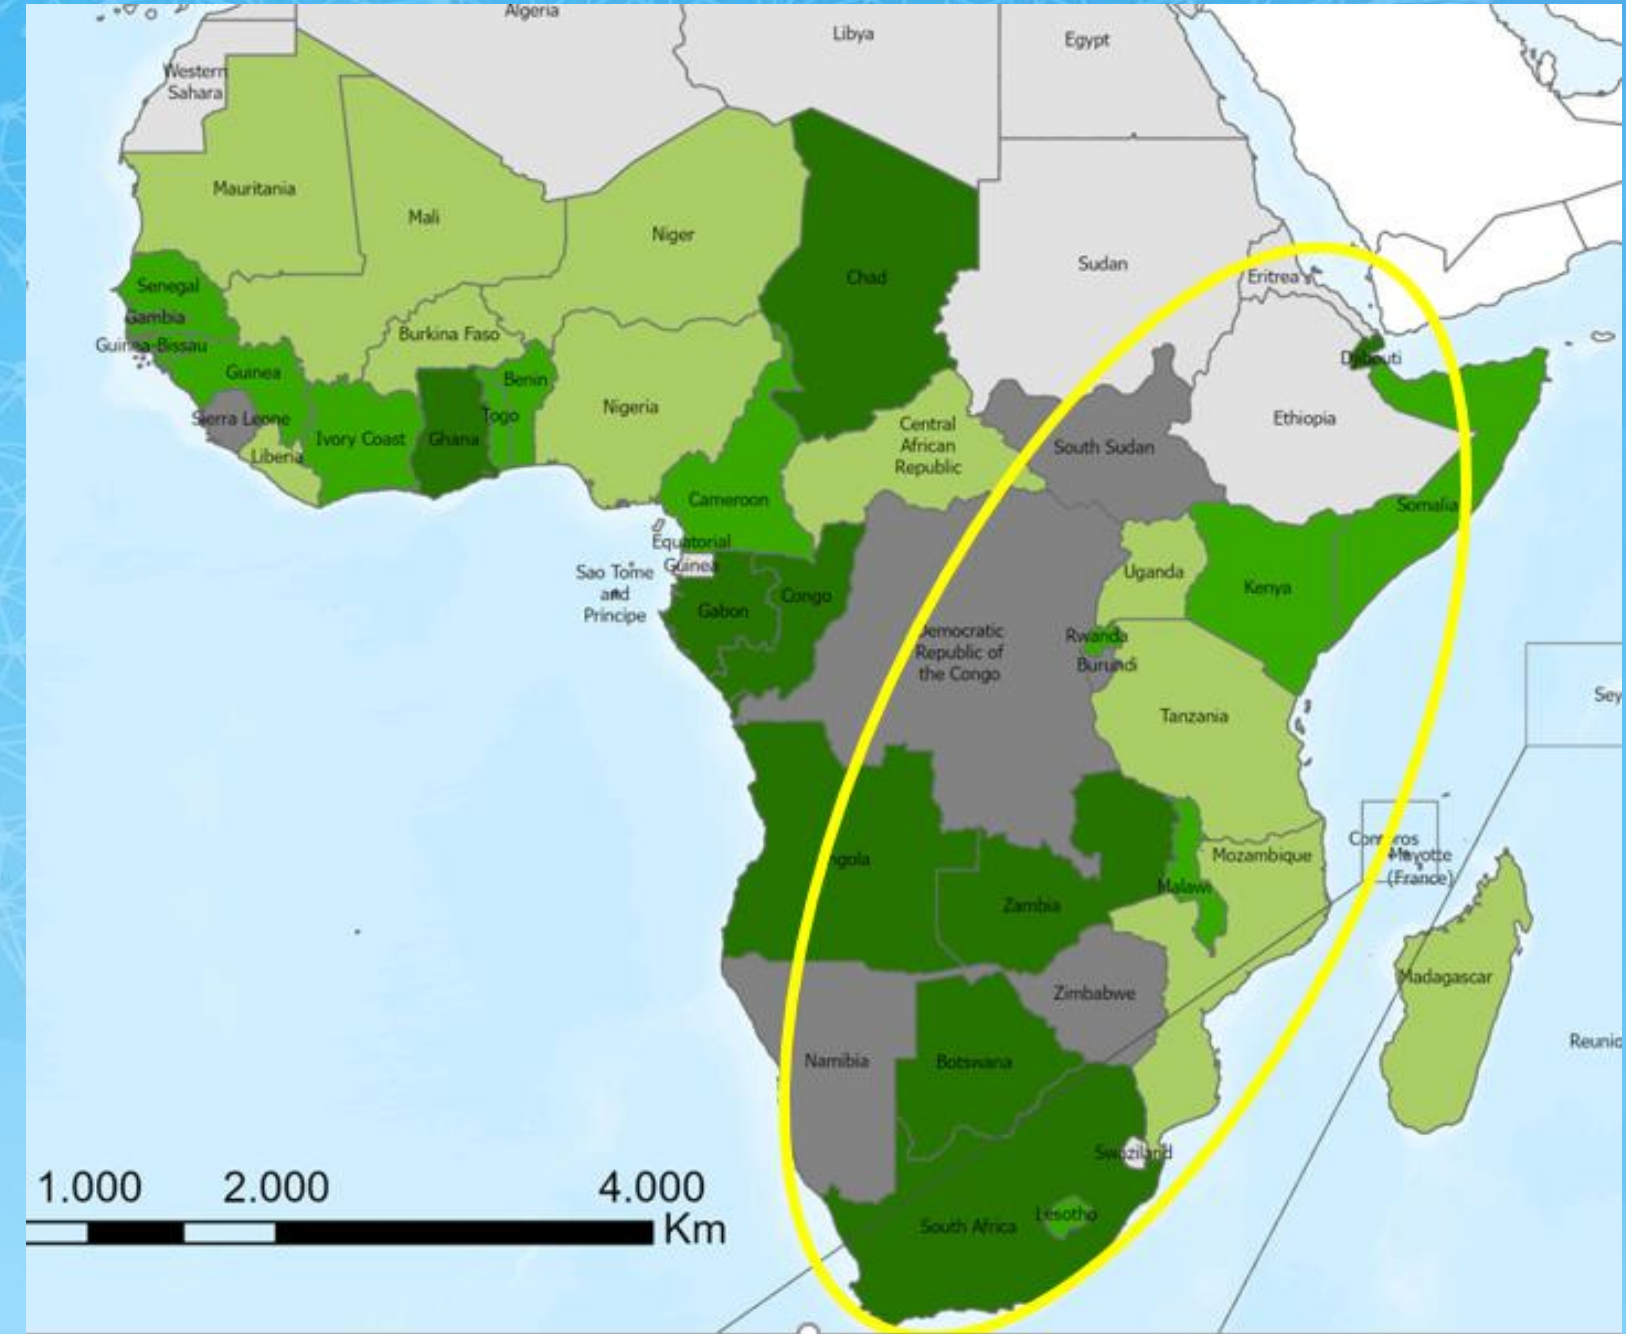 Algeria
Libya
Egypt
Western
Sahara
Mauritania
Mali
Niger
Chad
Sudan
Eritrea
Senegal
Gambia
Guinea-Bissau
Guinea
Burkina Faso
Djibouti
Sierra Leone
Liberia
Ivory Coast
Ghana
Togo
Benin
Nigeria
Central
African
Republic
South Sudan
Ethiopia
Somalia
Cameroon
Equatorial
Guinea
Sao Tome
and
Principe
Gabon
Congo
Uganda
Kenya
Democratic
Republic of
the Congo
Rwanda
Burundi
Tanzania
Sey
Comoros
Mayotte
(France)
Angola
Zambia
Malawi
Mozambique
Madagascar
Zimbabwe
Namibia
Botswana
Reunio
Swaziland
Lesotho
South Africa
1.000 2.000 4.000
Km